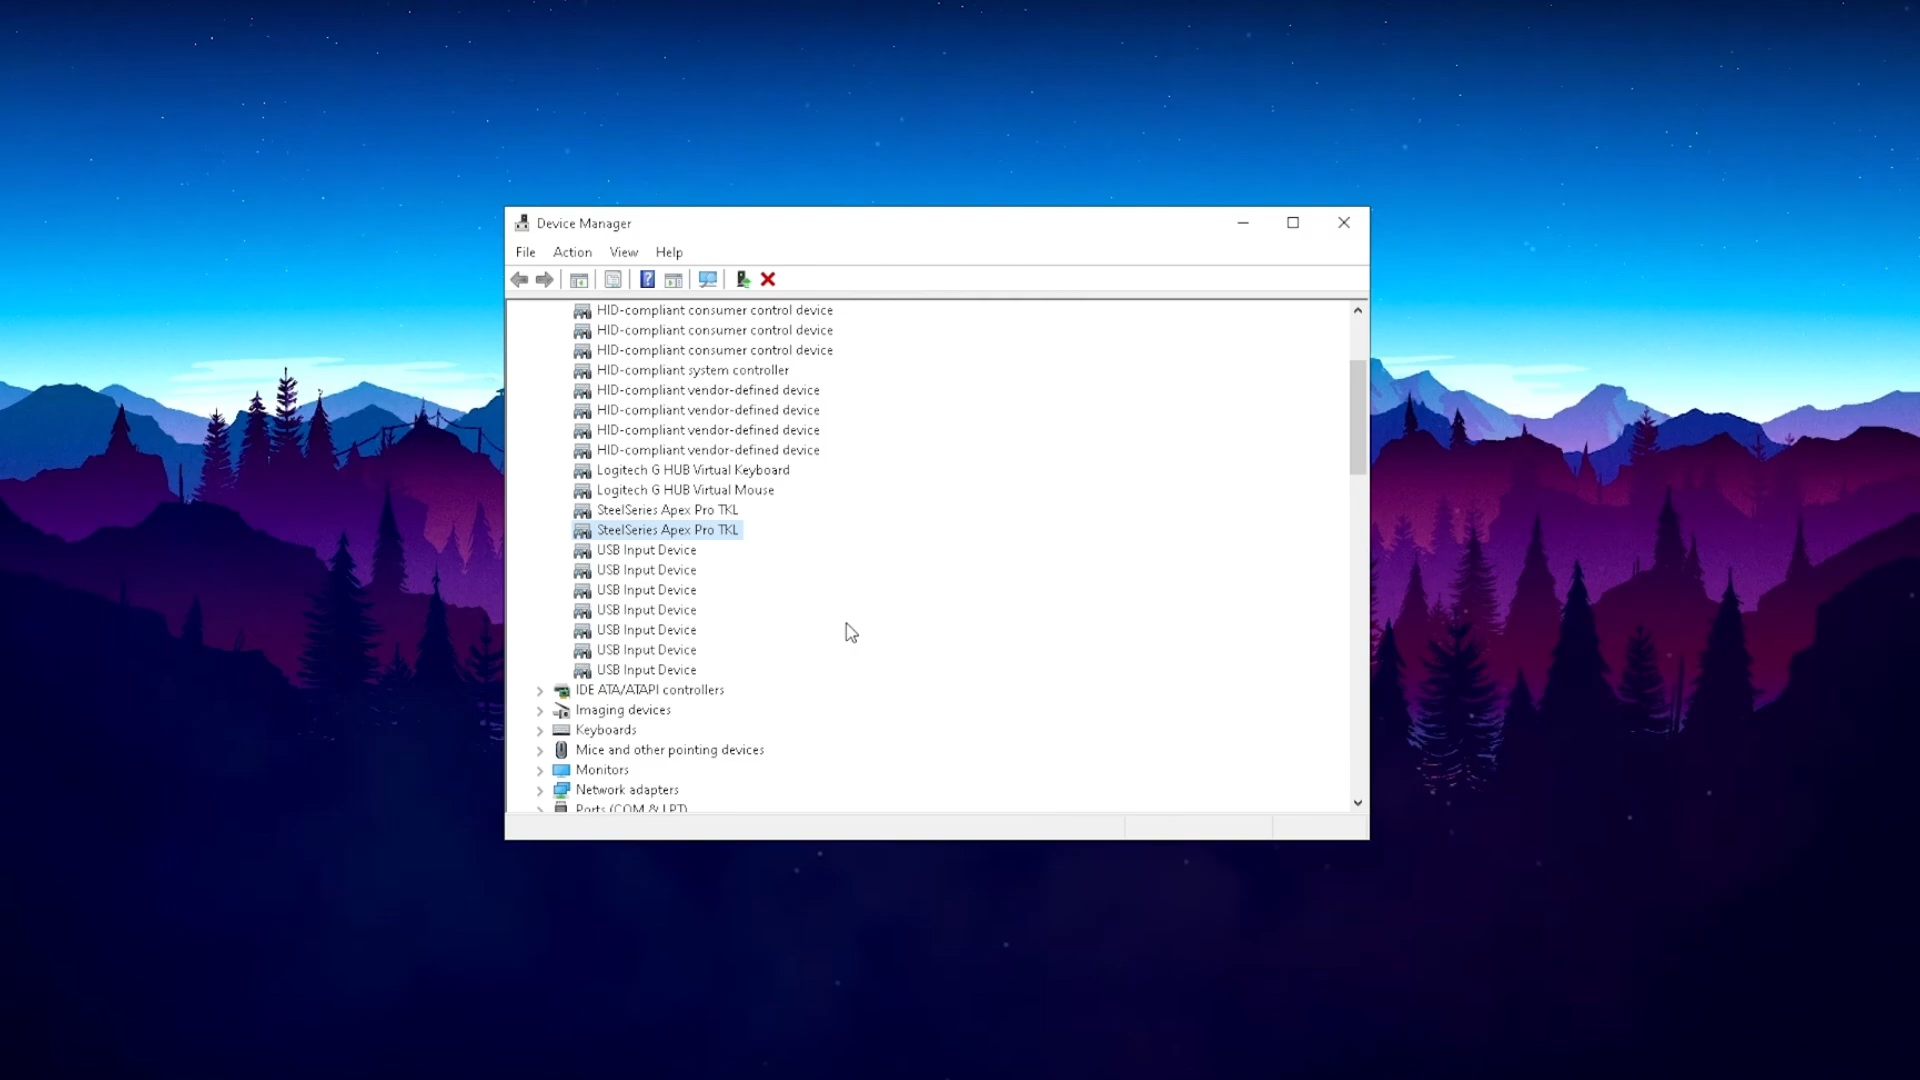 Device Manager
File Action View Help
HID-compliant consumer control device
HID-compliant consumer control device
HID-compliant consumer control device
HID-compliant system controller
HID-compliant vendor-defined device
HID-compliant vendor-defined device
HID-compliant vendor-defined device
HID-compliant vendor-defined device
Logitech G HUB Virtual Keyboard
Logitech G HUB Virtual Mouse
SteelSeries Apex Pro TKL
SteelSeries Apex Pro TKL
USB Input Device
USB Input Device
USB Input Device
USB Input Device
USB Input Device
USB Input Device
USB Input Device
IDE ATA/ATAPI controllers
Imaging devices
Keyboards
Mice and other pointing devices
Monitors
Network adapters
Ports (COM & LPT)